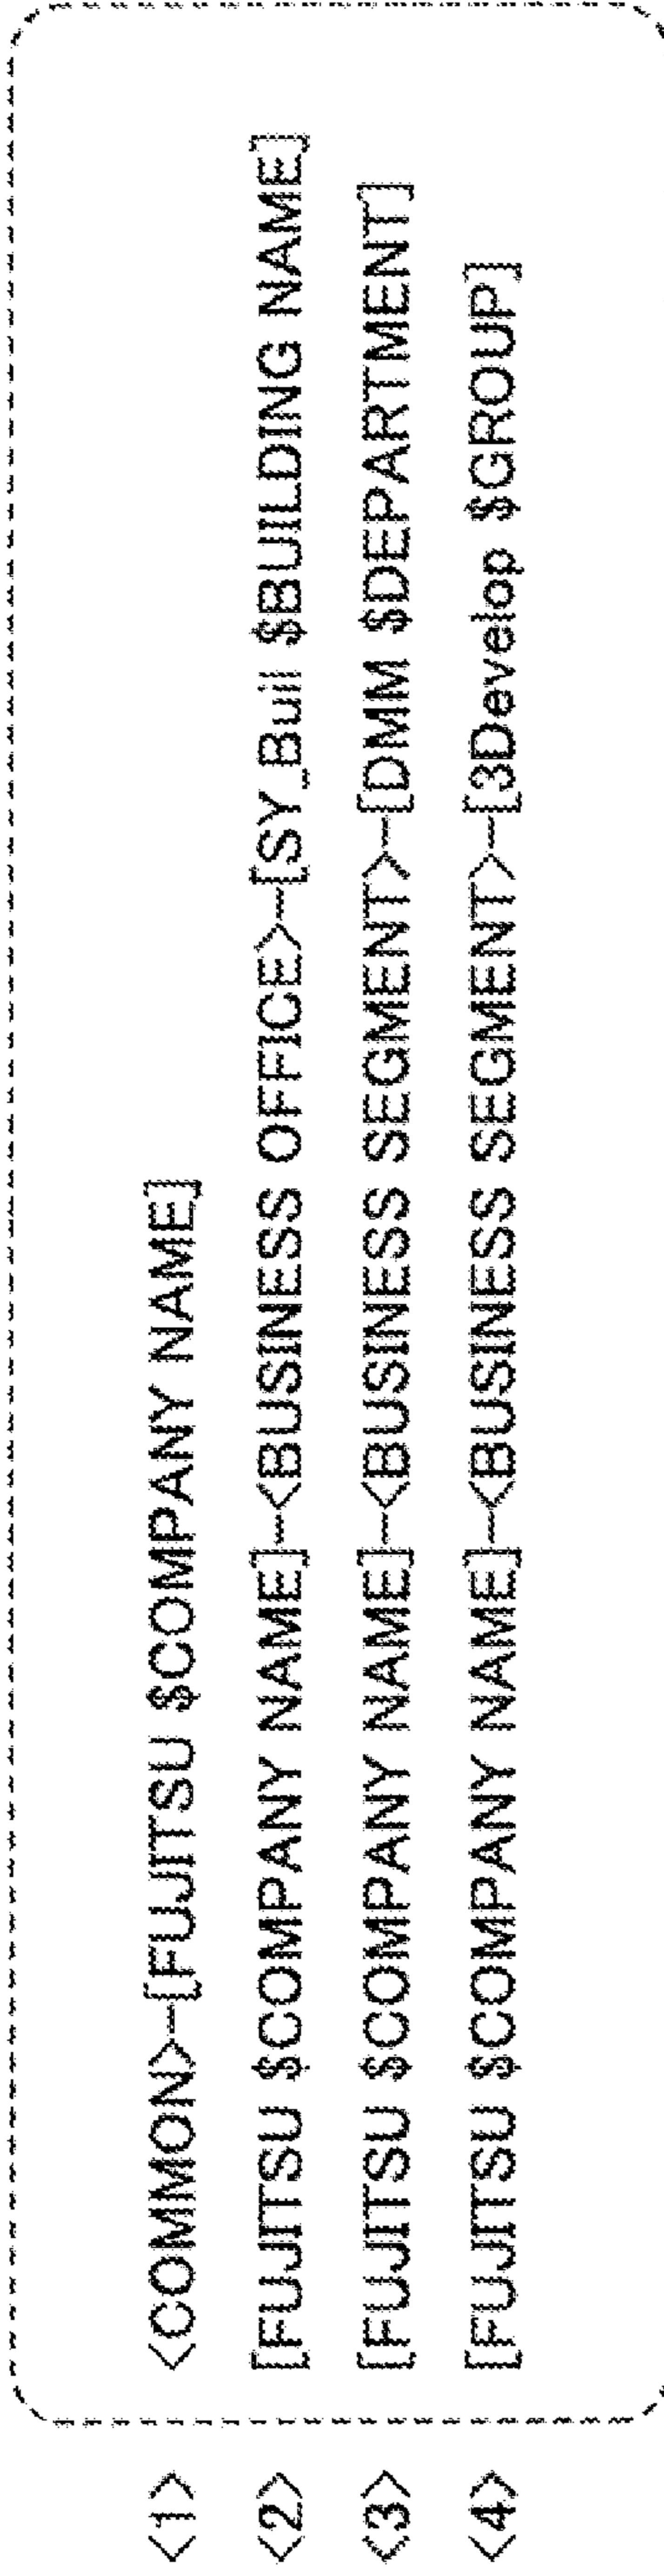 <1> <COMMON>-[FUJITSU $COMPANY NAME]
<2> [FUJITSU $COMPANY NAME]-<BUSINESS OFFICE>-[SY_Buil $BUILDING NAME]
<3> [FUJITSU $COMPANY NAME]-<BUSINESS SEGMENT>-[DMM $DEPARTMENT]
<4> [FUJITSU $COMPANY NAME]-<BUSINESS SEGMENT>-[3Develop $GROUP]